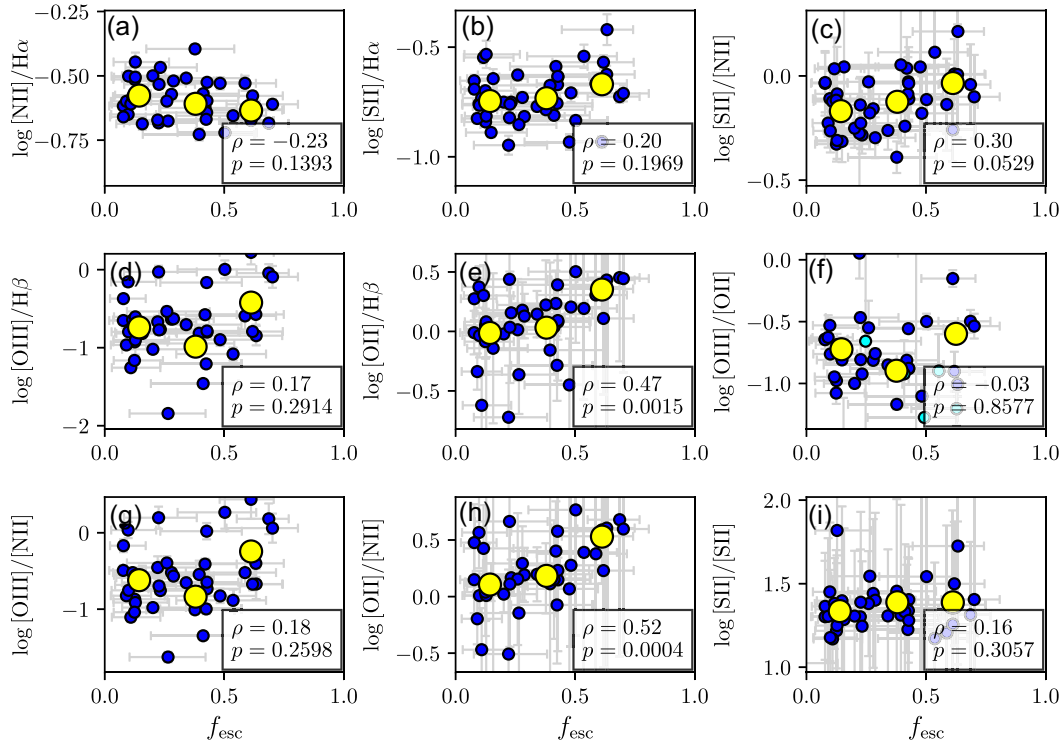 (a)
log [NII]/Hα
−0.25
−0.50
−0.75
ρ = −0.23
p = 0.1393
0.0 0.5 1.0
(b)
log [SII]/Hα
−0.5
−1.0
ρ = 0.20
p = 0.1969
0.0 0.5 1.0
(c)
log [SII]/[NII]
0.0
−0.5
ρ = 0.30
p = 0.0529
0.0 0.5 1.0
(d)
log [OIII]/Hβ
0
−1
−2
ρ = 0.17
p = 0.2914
0.0 0.5 1.0
(e)
log [OII]/Hβ
0.5
0.0
−0.5
ρ = 0.47
p = 0.0015
0.0 0.5 1.0
(f)
log [OIII]/[OII]
0.0
−0.5
−1.0
ρ = −0.03
p = 0.8577
0.0 0.5 1.0
(g)
log [OIII]/[NII]
0
−1
ρ = 0.18
p = 0.2598
0.0 0.5 1.0
fesc
(h)
log [OII]/[NII]
0.5
0.0
−0.5
ρ = 0.52
p = 0.0004
0.0 0.5 1.0
fesc
(i)
[SII]/[SII]
2.0
1.5
1.0
ρ = 0.16
p = 0.3057
0.0 0.5 1.0
fesc